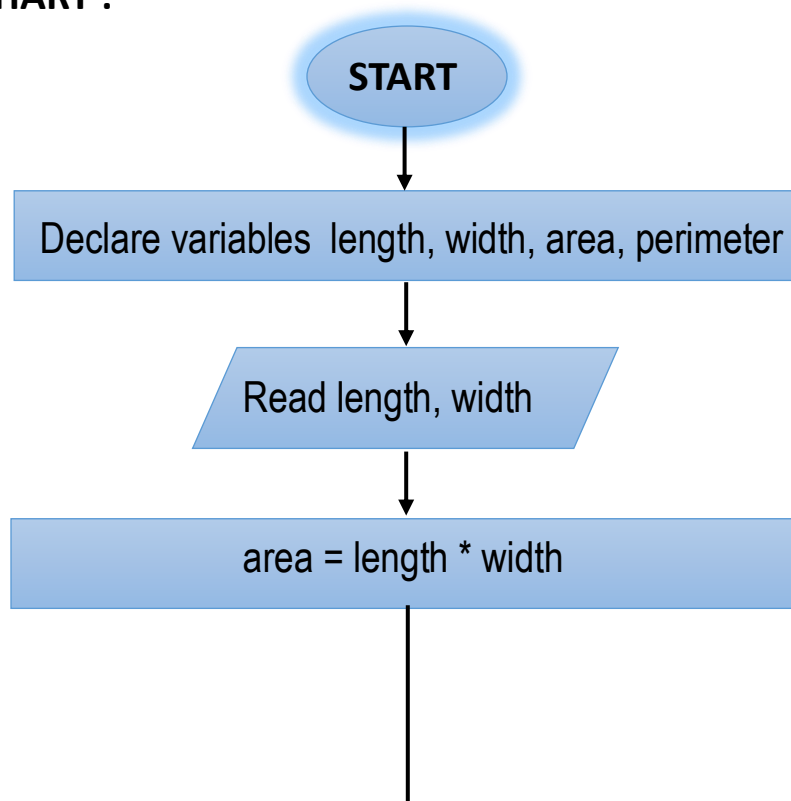 START
Declare variables length, width, area, perimeter
Read length, width
area = length * width